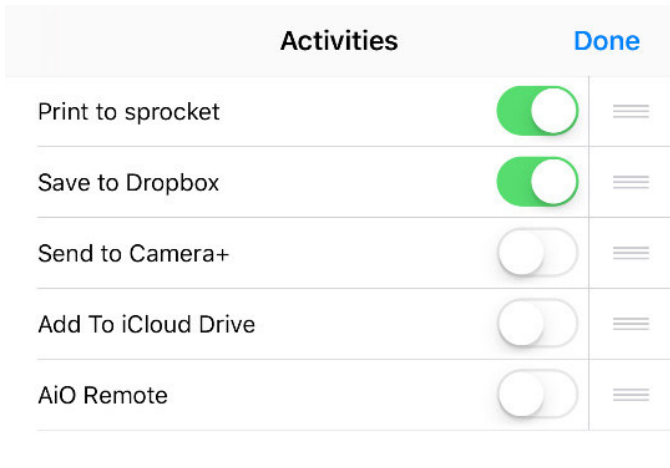 Activities Done
Print to sprocket
Save to Dropbox
Send to Camera+
Add To iCloud Drive
AiO Remote